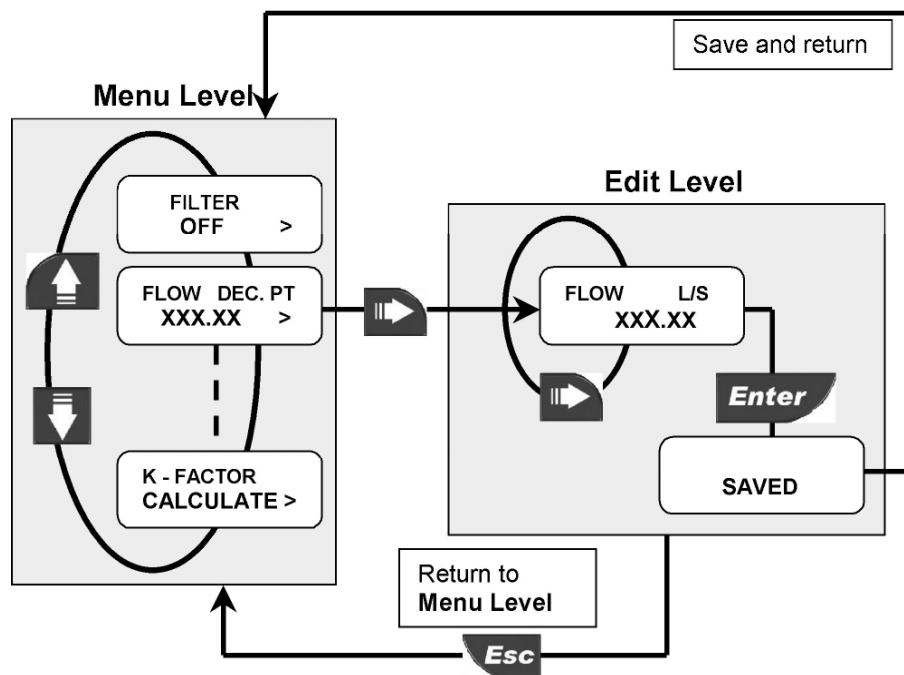 Save and return
Menu Level
FILTER
OFF >
FLOW DEC. PT
XXX.XX >
K - FACTOR
CALCULATE >
Edit Level
FLOW L/S
XXX.XX
Enter
SAVED
Return to
Menu Level
Esc